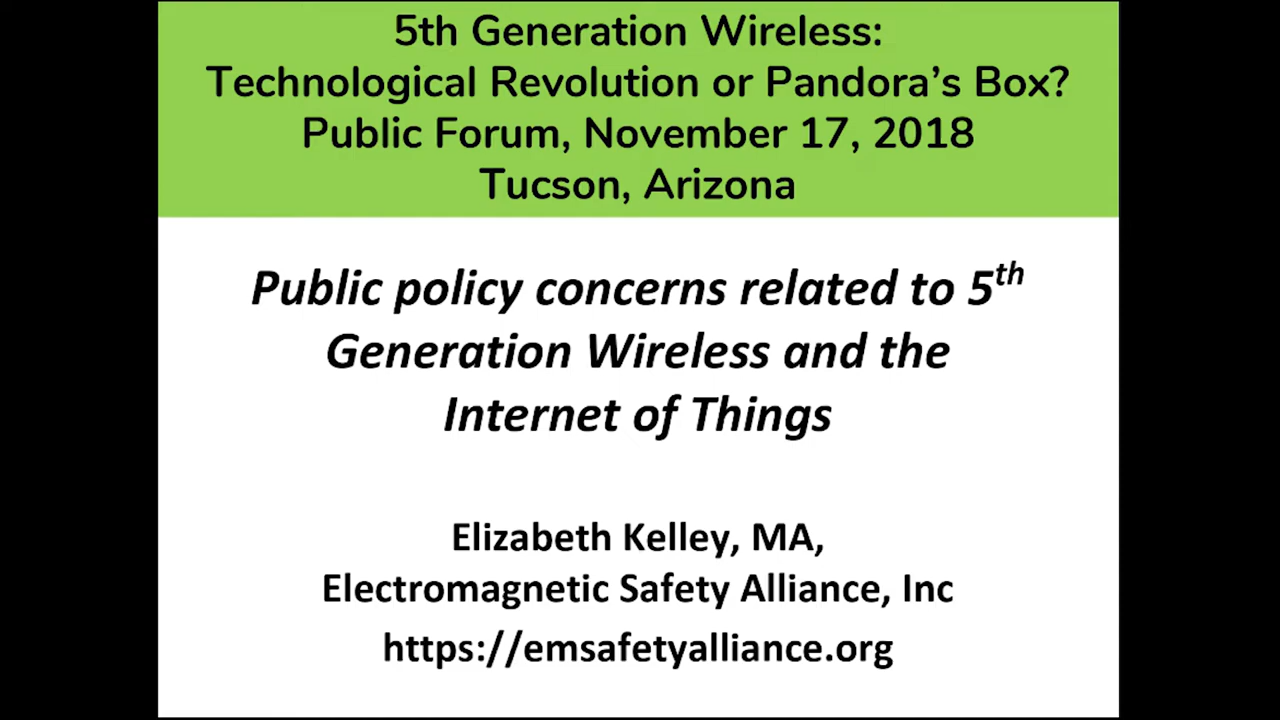 5th Generation Wireless:
Technological Revolution or Pandora's Box?
Public Forum, November 17, 2018
Tucson, Arizona
Public policy concerns related to 5th
Generation Wireless and the
Internet of Things
Elizabeth Kelley, MA,
Electromagnetic Safety Alliance, Inc
https://emsafetyalliance.org